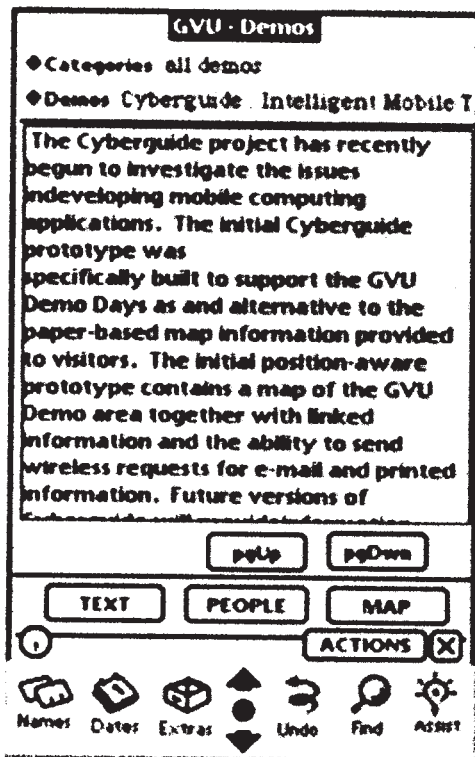 GVU · Demos
◆Categories all demos
◆Demos Cyberguide Intelligent Mobile T
The Cyberguide project has recently
begun to investigate the issues
indeveloping mobile computing
applications. The initial Cyberguide
prototype was
specifically built to support the GVU
Demo Days as and alternative to the
paper-based map information provided
to visitors. The initial position-aware
prototype contains a map of the GVU
Demo area together with linked
information and the ability to send
wireless requests for e-mail and printed
information. Future versions of
pgUp pgDwn
TEXT PEOPLE MAP
ACTIONS
Names Dates Extras Undo Find Assist